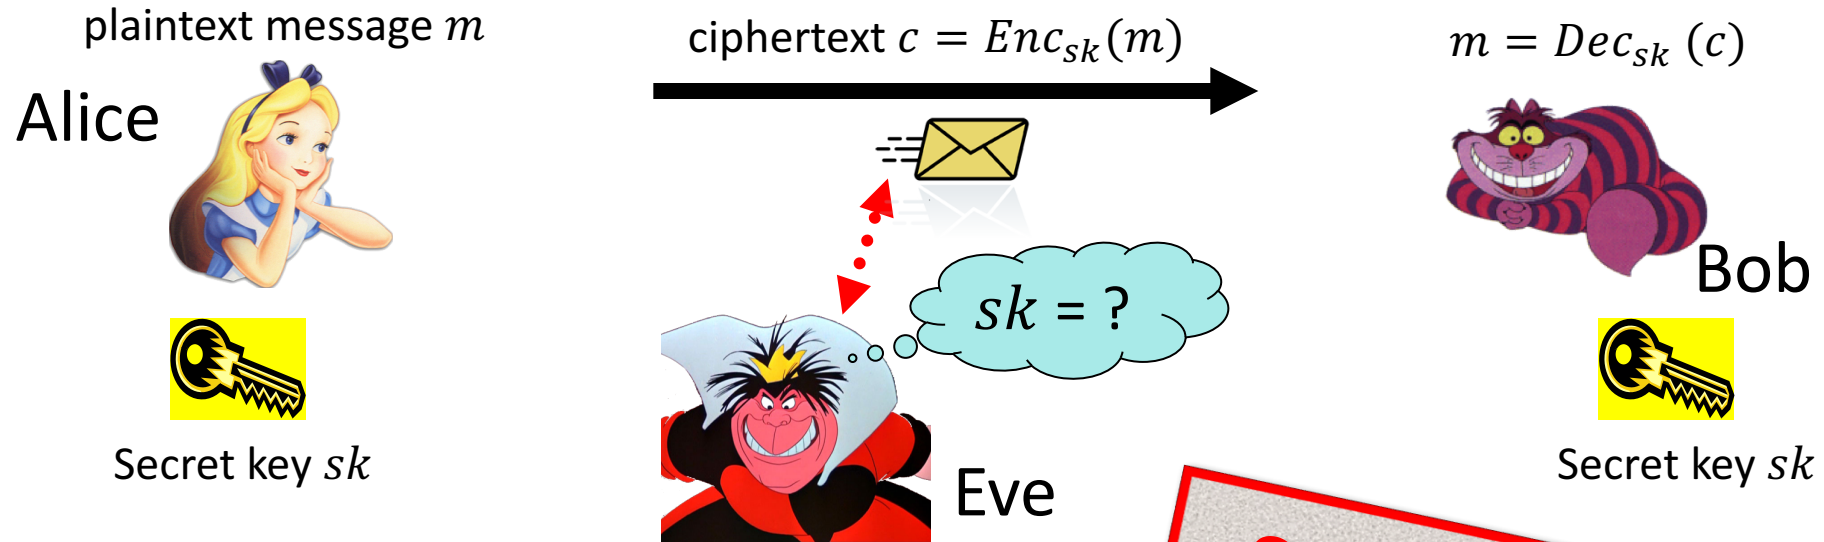 plaintext message m
ciphertext c = Enc_sk(m)
m = Dec_sk (c)
Alice
Bob
sk = ?
Secret key sk
Secret key sk
Eve